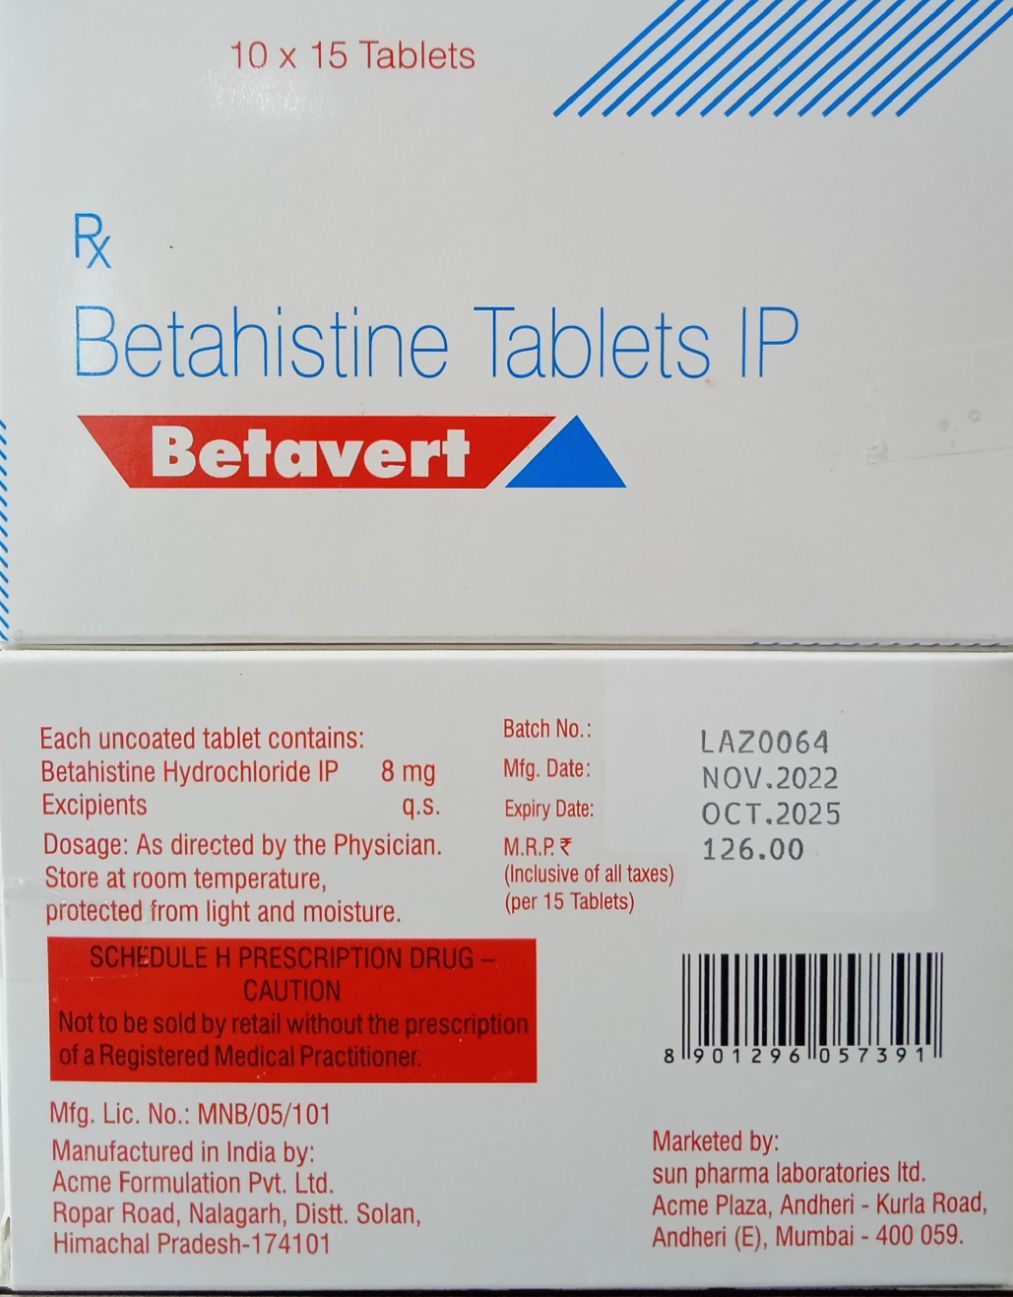 10 x 15 Tablets
Rx
Betahistine Tablets IP
Betavert
Each uncoated tablet contains:
Betahistine Hydrochloride IP 8 mg
Excipients q.s.
Dosage: As directed by the Physician.
Store at room temperature,
protected from light and moisture.
SCHEDULE H PRESCRIPTION DRUG –
CAUTION
Not to be sold by retail without the prescription
of a Registered Medical Practitioner.
Mfg. Lic. No.: MNB/05/101
Manufactured in India by:
Acme Formulation Pvt. Ltd.
Ropar Road, Nalagarh, Distt. Solan,
Himachal Pradesh-174101
Batch No.: LAZ0064
Mfg. Date: NOV.2022
Expiry Date: OCT.2025
M.R.P. ₹ 126.00
(Inclusive of all taxes)
(per 15 Tablets)
8 901296 057391
Marketed by:
sun pharma laboratories ltd.
Acme Plaza, Andheri - Kurla Road,
Andheri (E), Mumbai - 400 059.